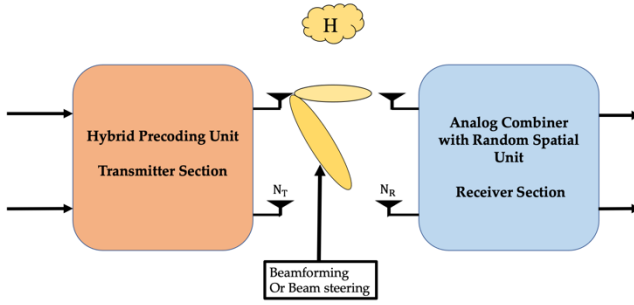 H
Hybrid Precoding Unit
Transmitter Section
Analog Combiner
with Random Spatial
Unit
Receiver Section
N_T
N_R
Beamforming
Or Beam steering